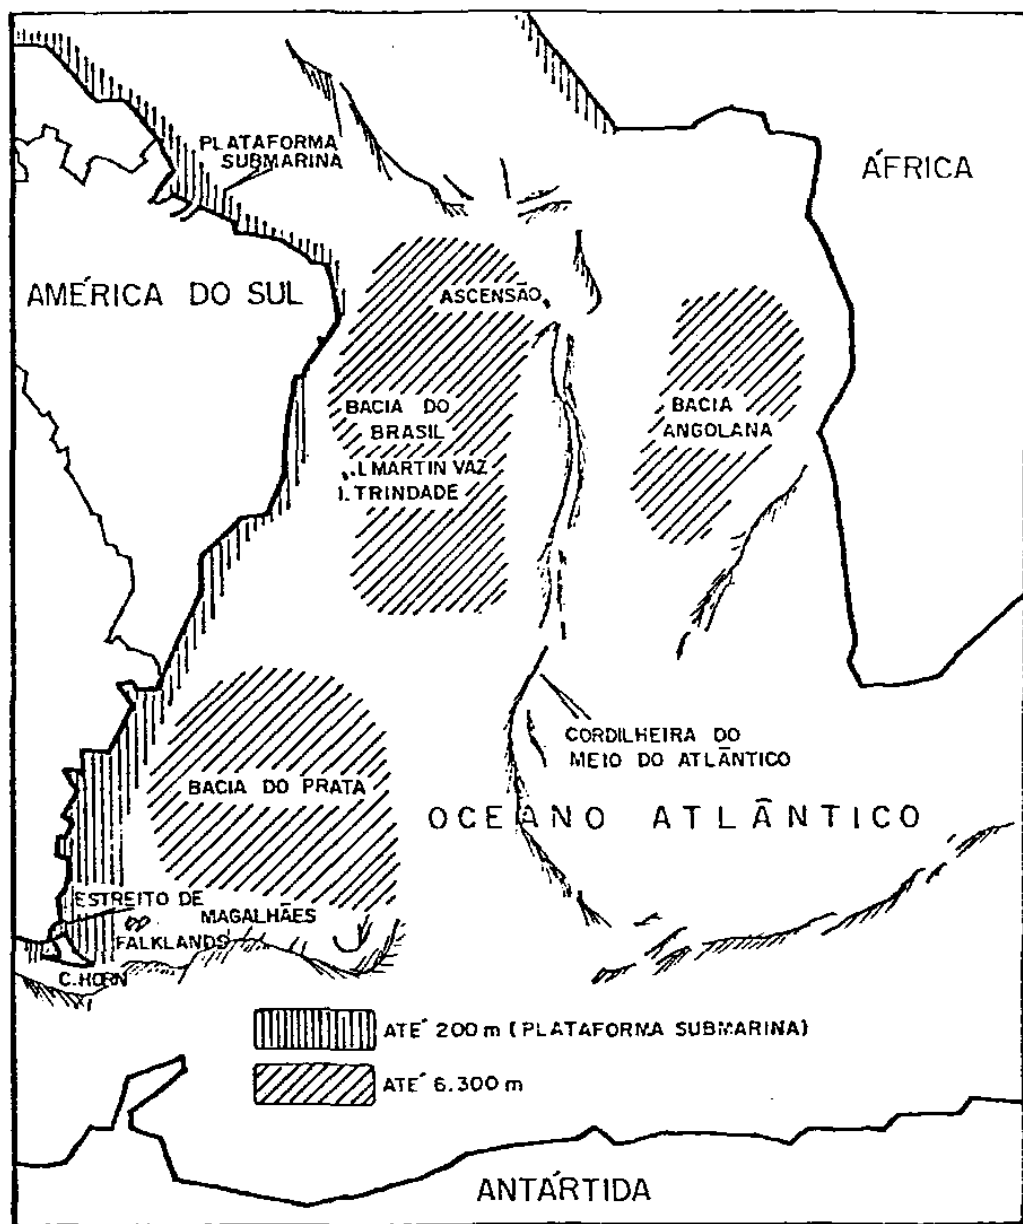 PLATAFORMA
SUBMARINA
ÁFRICA
AMÉRICA DO SUL
ASCENSÃO
BACIA DO
BRASIL
BACIA
ANGOLANA
I. MARTIN VAZ
I. TRINDADE
CORDILHEIRA DO
MEIO DO ATLÂNTICO
BACIA DO PRATA
OCEANO ATLÂNTICO
ESTREITO DE
MAGALHÃES
FALKLANDS
C. HORN
ATÉ 200 m (PLATAFORMA SUBMARINA)
ATÉ 6.300 m
ANTÁRTIDA